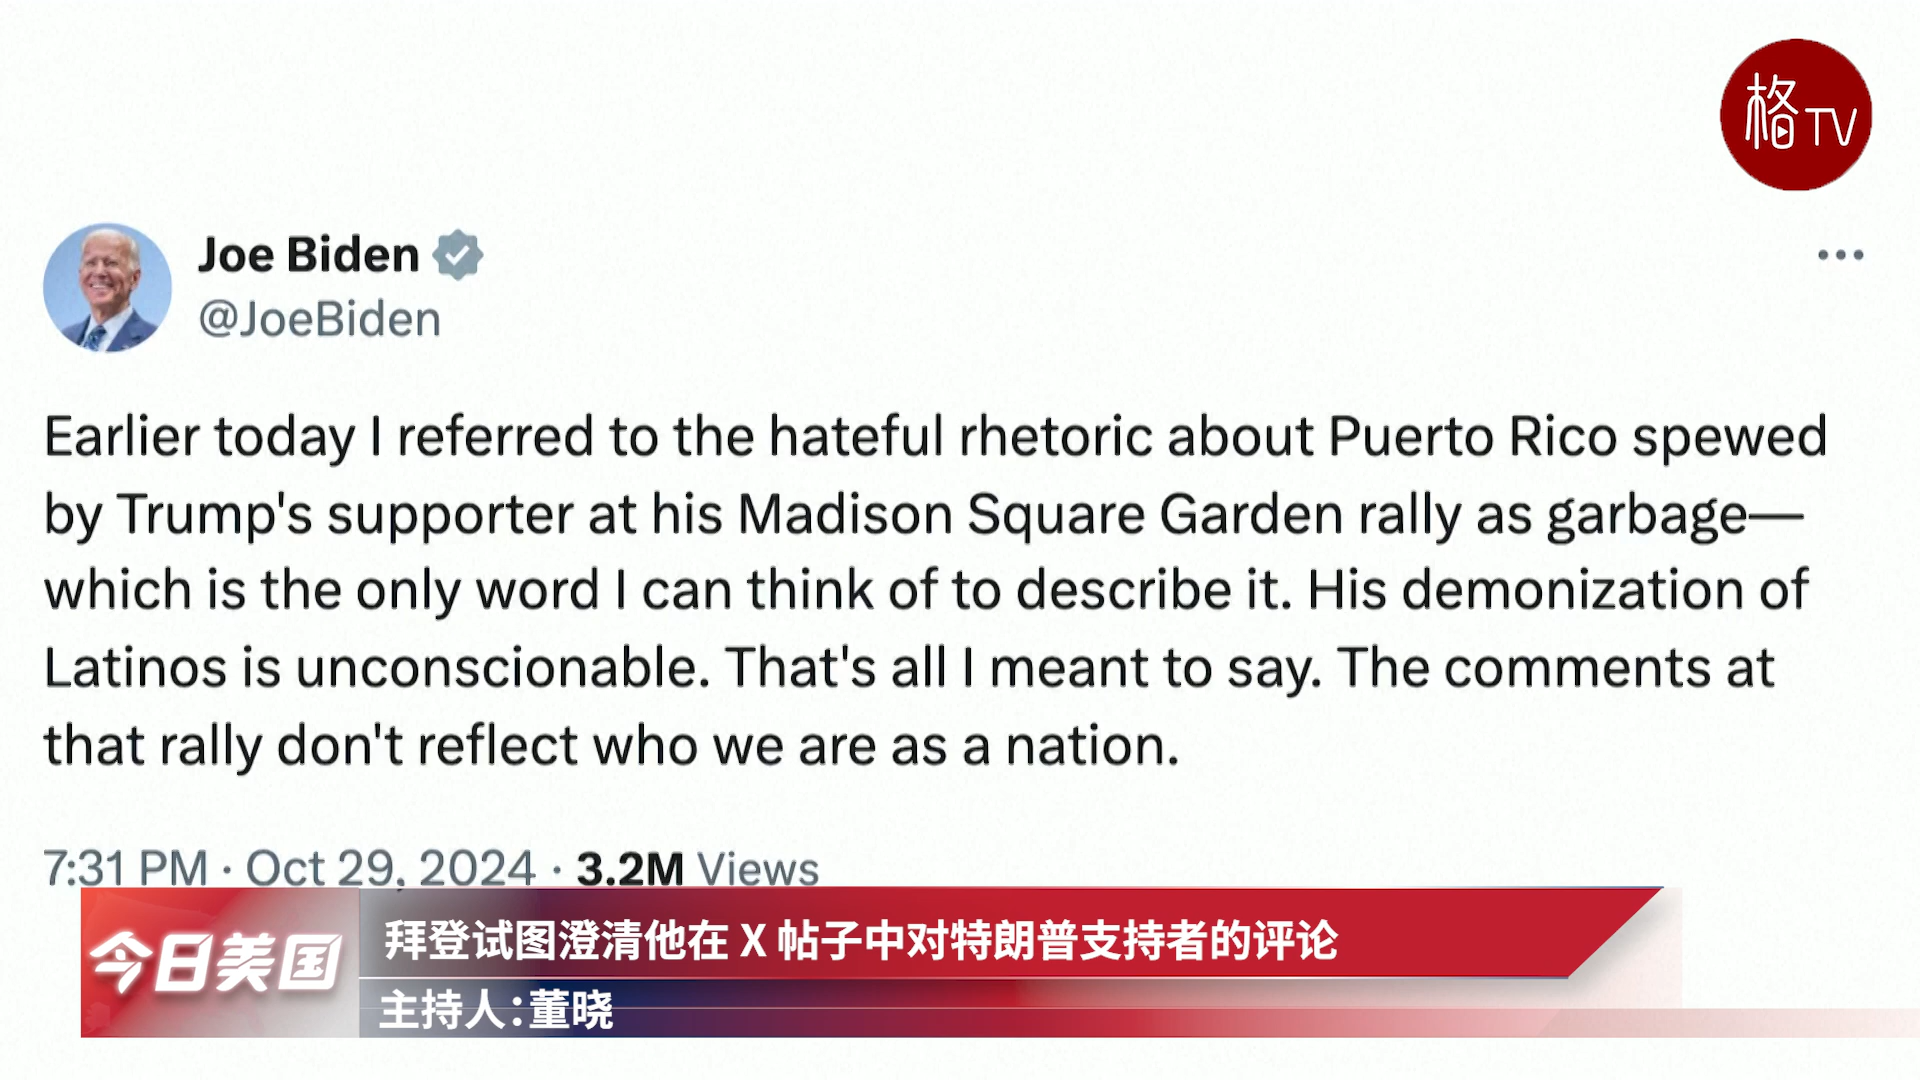 格TV
Joe Biden
@JoeBiden
Earlier today I referred to the hateful rhetoric about Puerto Rico spewed
by Trump's supporter at his Madison Square Garden rally as garbage—
which is the only word I can think of to describe it. His demonization of
Latinos is unconscionable. That's all I meant to say. The comments at
that rally don't reflect who we are as a nation.
7:31 PM · Oct 29, 2024 · 3.2M Views
今日美国
拜登试图澄清他在 X 帖子中对特朗普支持者的评论
主持人:董晓